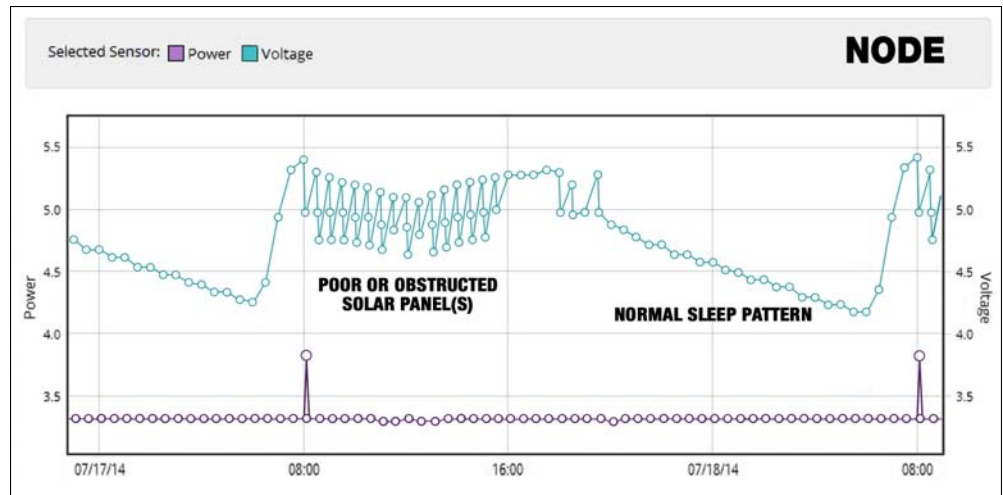 Selected Sensor: Power Voltage
NODE
5.5
5.0
4.5
4.0
3.5
Power
5.5
5.0
4.5
4.0
3.5
Voltage
POOR OR OBSTRUCTED
SOLAR PANEL(S)
NORMAL SLEEP PATTERN
07/17/14
08:00
16:00
07/18/14
08:00